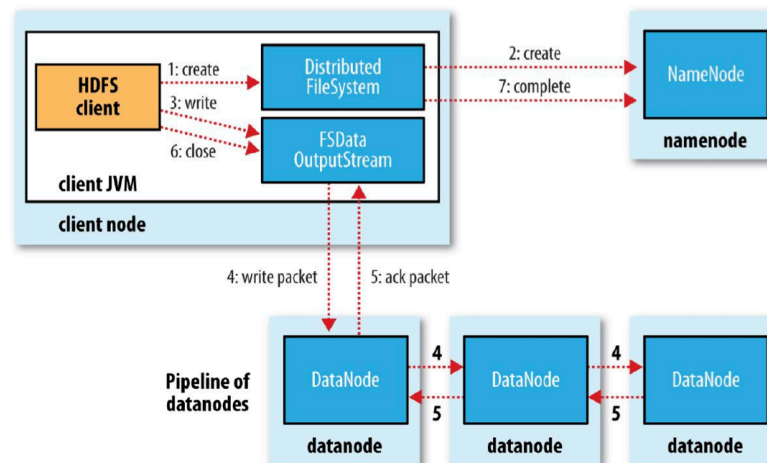 1: create
HDFS
client
3: write
6: close
client JVM
client node
Distributed
FileSystem
FSData
OutputStream
2: create
7: complete
NameNode
namenode
4: write packet
5: ack packet
Pipeline of
datanodes
DataNode
datanode
4
5
DataNode
datanode
4
5
DataNode
datanode